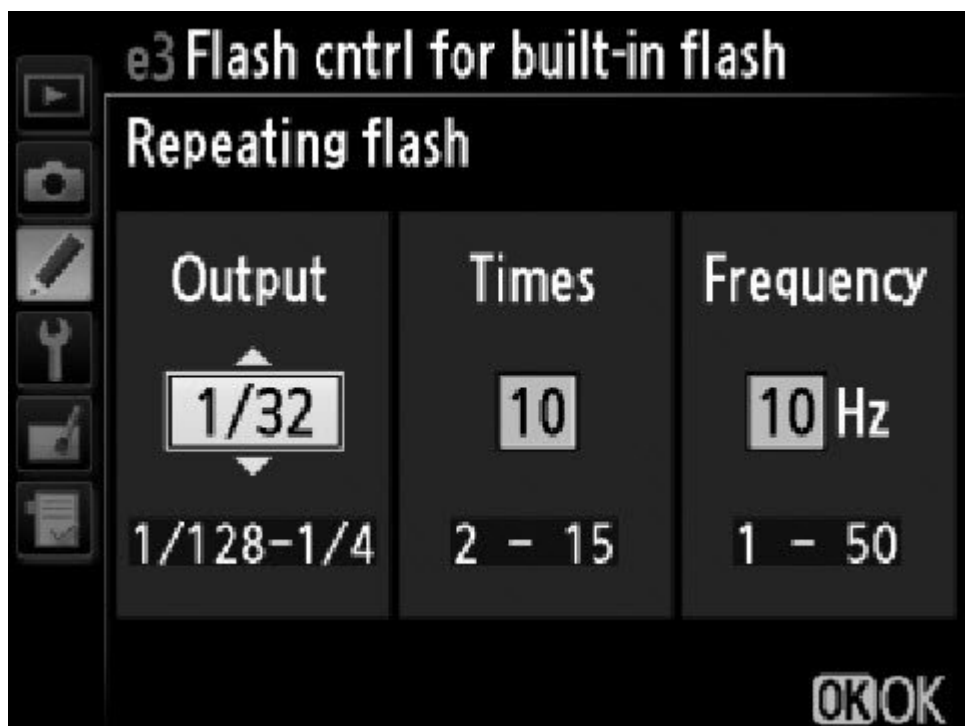 e3 Flash cntrl for built-in flash
Repeating flash
Output Times Frequency
1/32 10 10 Hz
1/128-1/4 2 - 15 1 - 50
OK OK